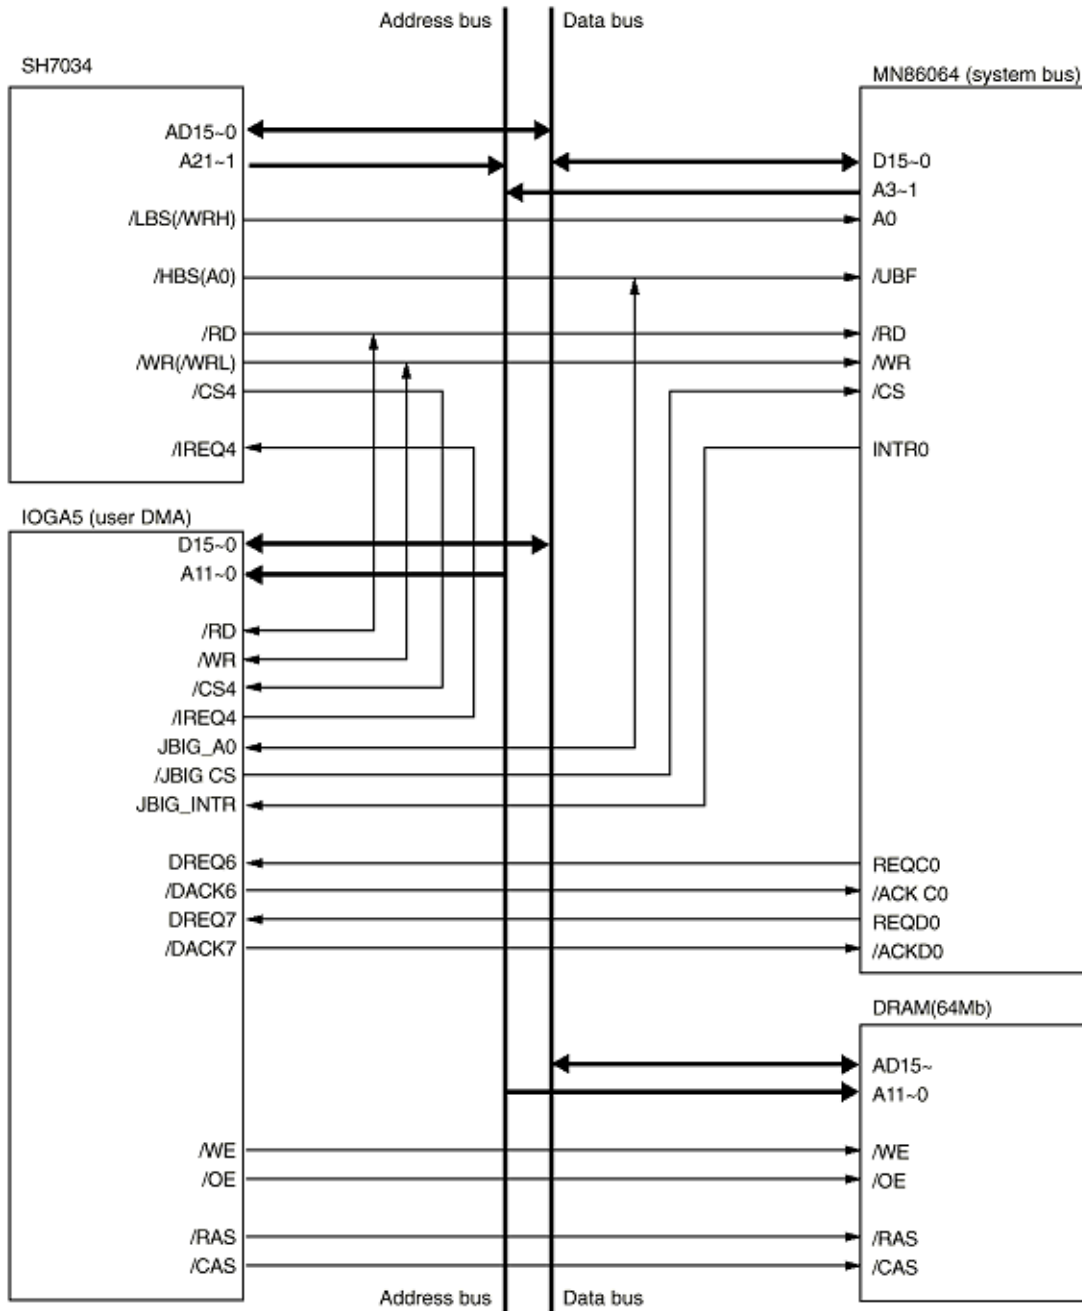 Address bus
Data bus
SH7034
AD15~0
A21~1
/LBS(/WRH)
/HBS(A0)
/RD
/WR(/WRL)
/CS4
/IREQ4
MN86064 (system bus)
D15~0
A3~1
A0
/UBF
/RD
/WR
/CS
INTR0
REQC0
/ACK C0
REQD0
/ACKD0
IOGA5 (user DMA)
D15~0
A11~0
/RD
/WR
/CS4
/IREQ4
JBIG_A0
/JBIG CS
JBIG_INTR
DREQ6
/DACK6
DREQ7
/DACK7
/WE
/OE
/RAS
/CAS
DRAM(64Mb)
AD15~
A11~0
/WE
/OE
/RAS
/CAS
Address bus
Data bus